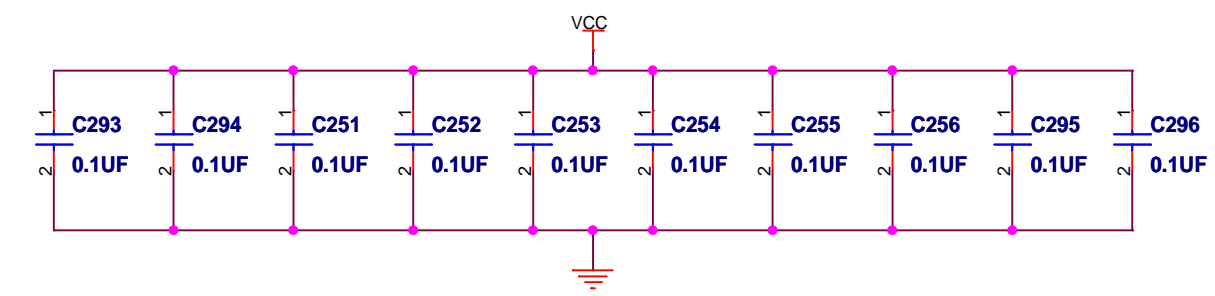 VCC
1 1 1 1 1 1 1 1 1 1
C293 C294 C251 C252 C253 C254 C255 C256 C295 C296
0.1UF 0.1UF 0.1UF 0.1UF 0.1UF 0.1UF 0.1UF 0.1UF 0.1UF 0.1UF
2 2 2 2 2 2 2 2 2 2